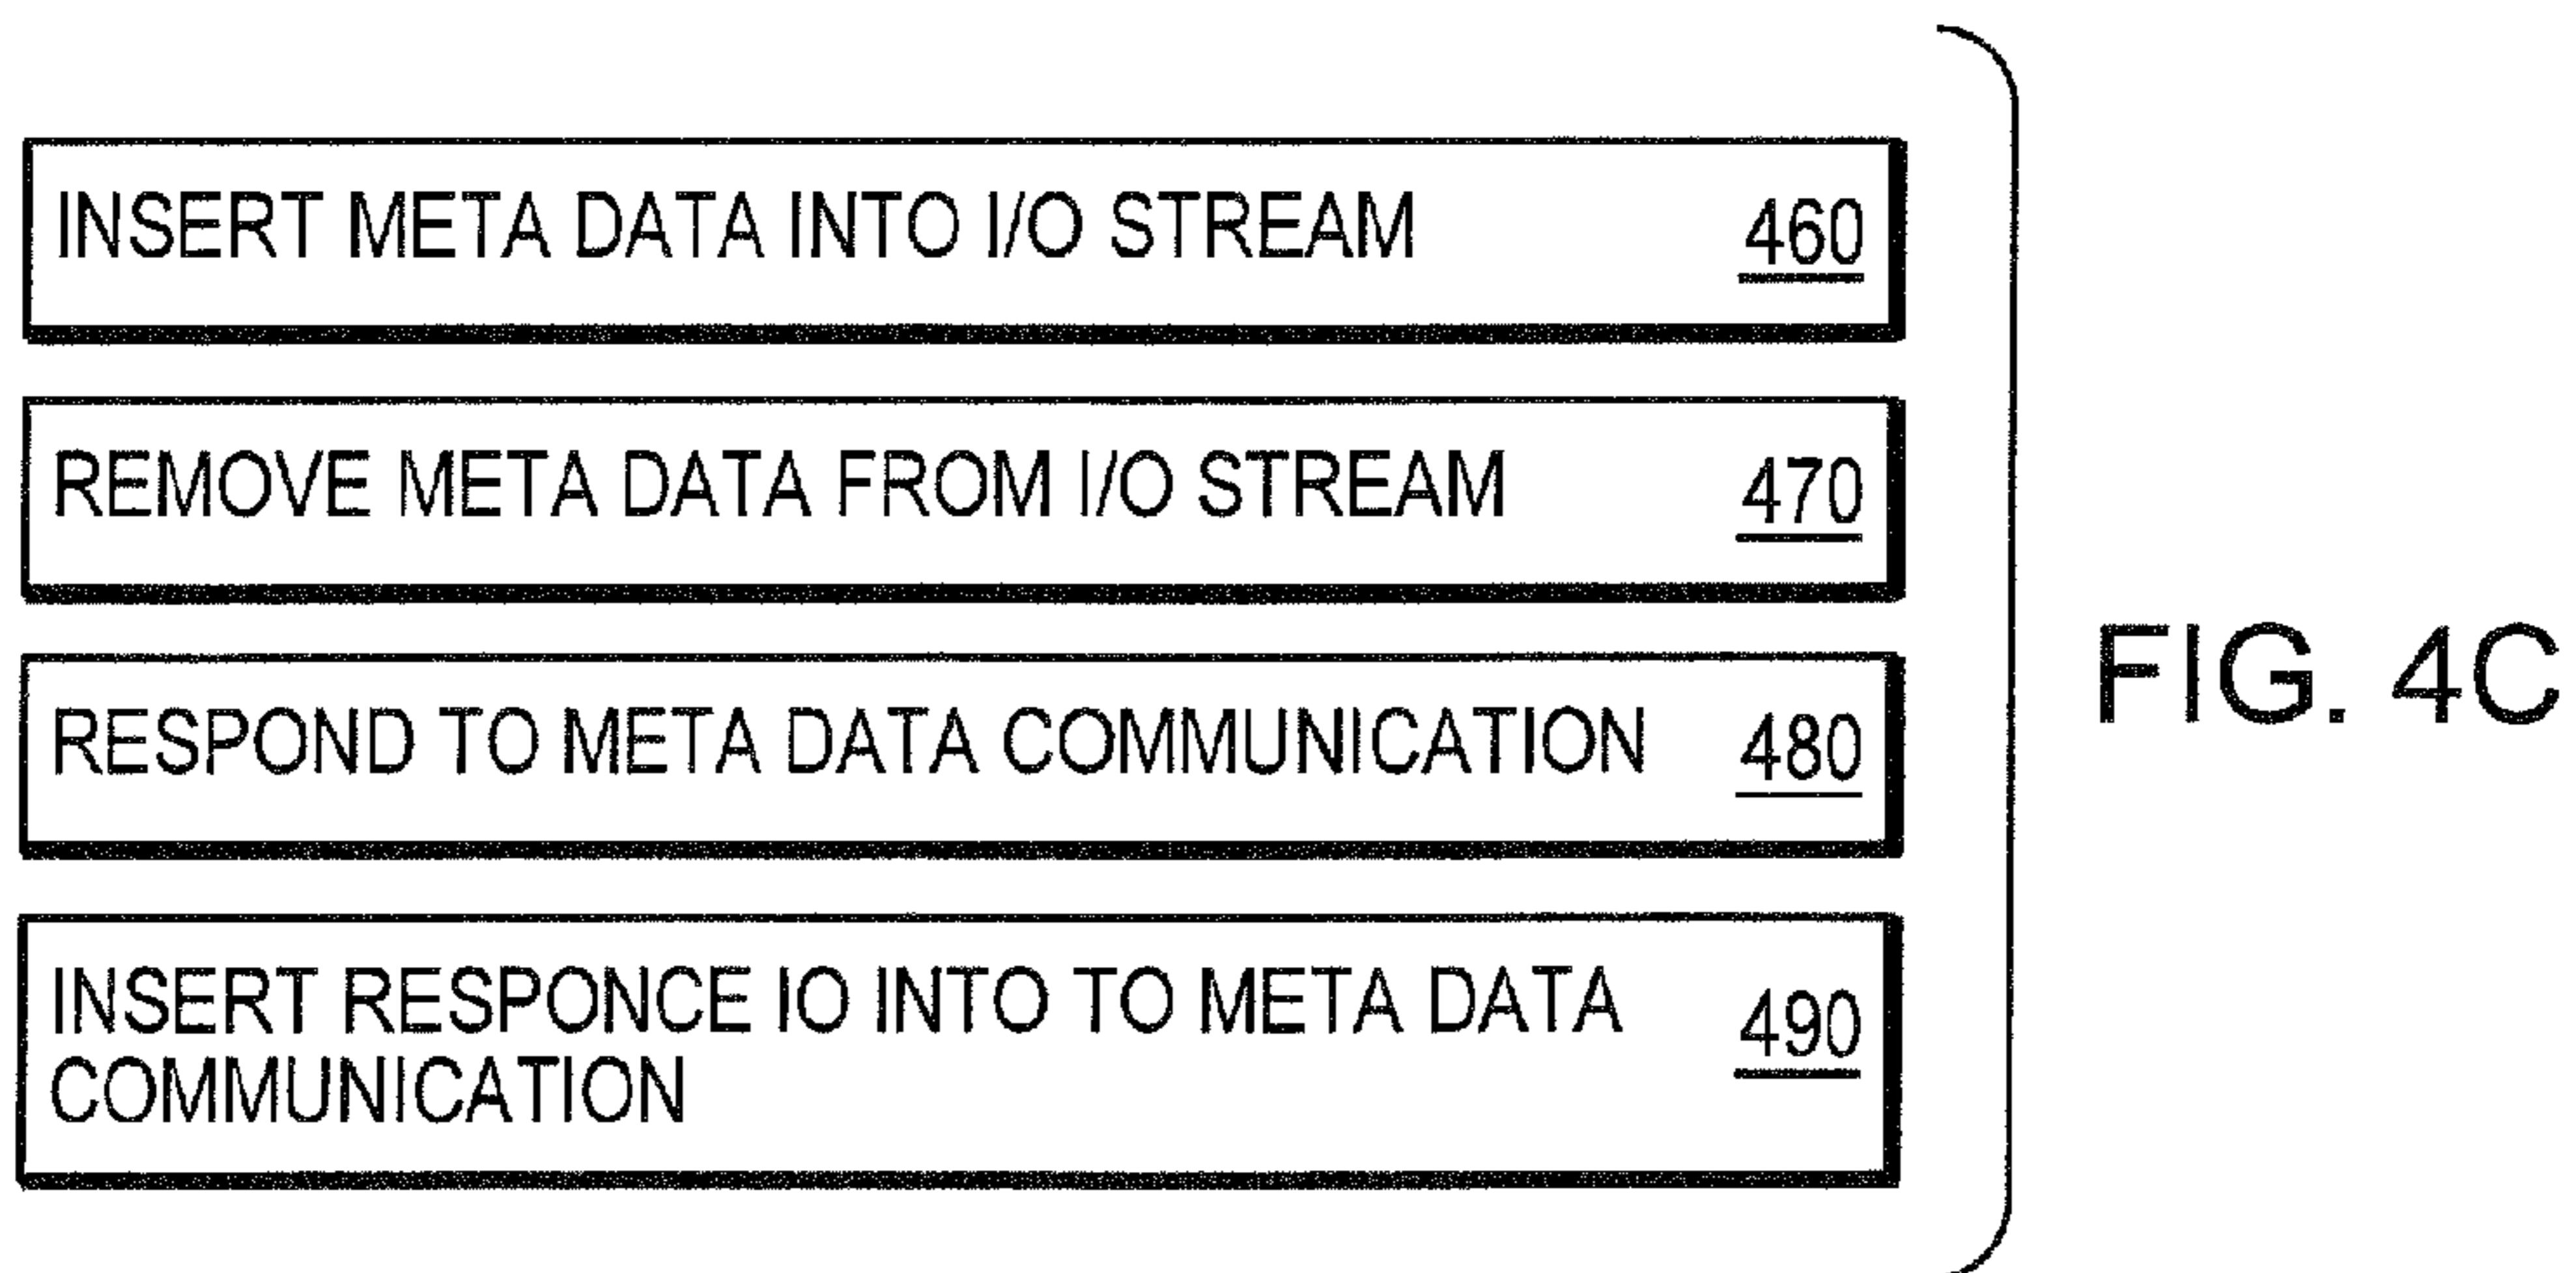 INSERT META DATA INTO I/O STREAM 460
REMOVE META DATA FROM I/O STREAM 470
RESPOND TO META DATA COMMUNICATION 480
INSERT RESPONCE IO INTO TO META DATA 490
COMMUNICATION
FIG. 4C